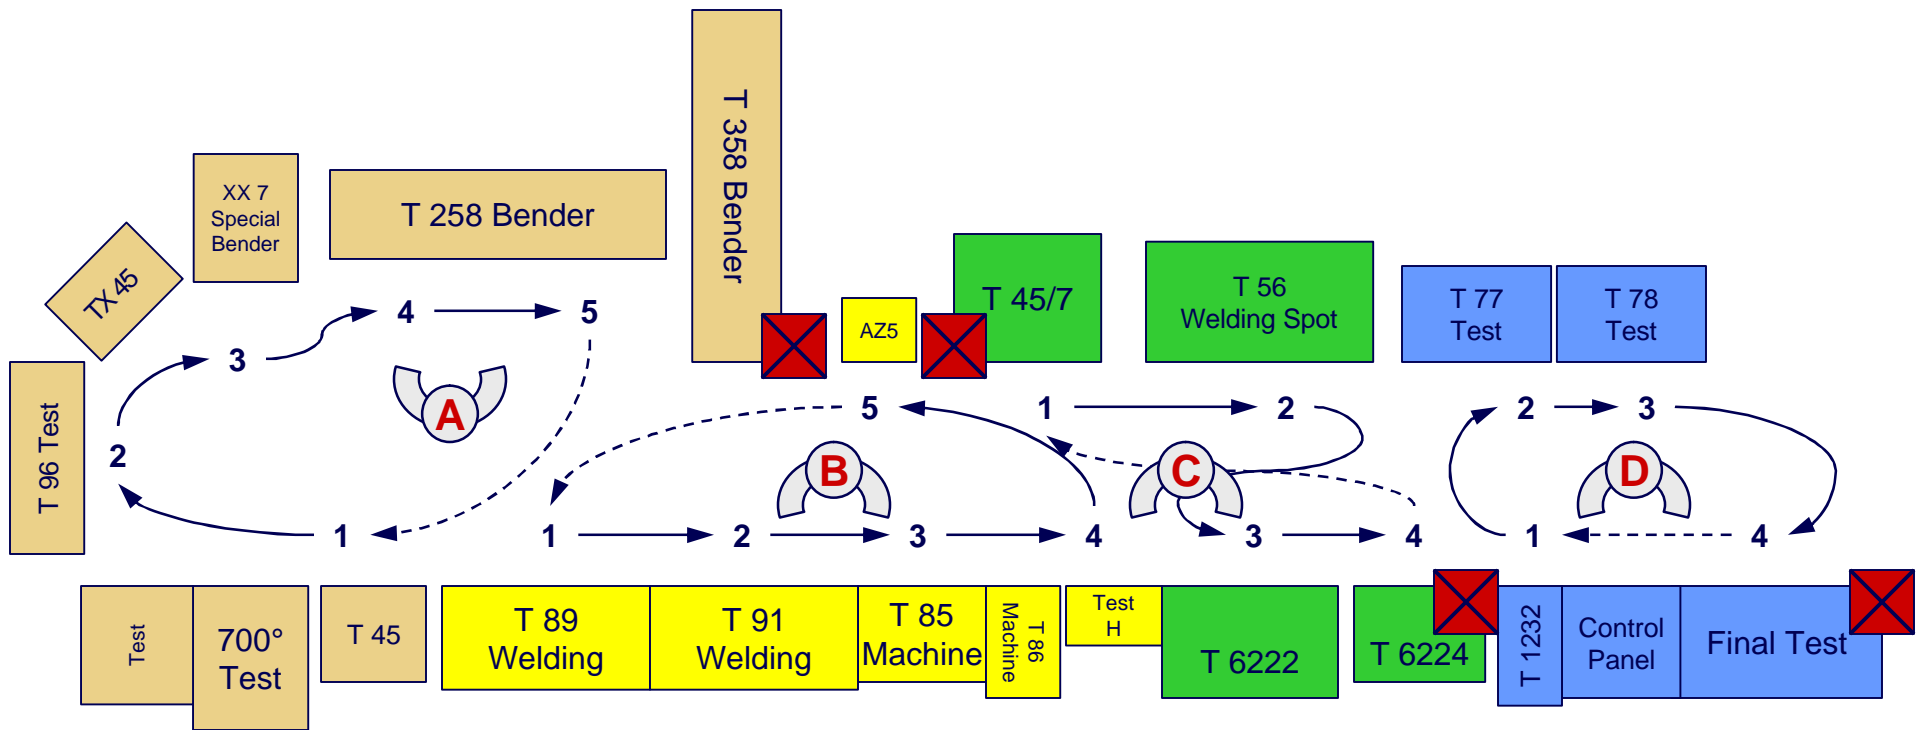 T 358 Bender
XX 7
Special
Bender
T 258 Bender
TX 45
T 45/7
T 56
Welding Spot
T 77
Test
T 78
Test
AZ5
4
5
3
A
T 96 Test
2
1
5
1
2
2
3
B
C
D
1
2
3
4
3
4
1
4
Test
700°
Test
T 45
T 89
Welding
T 91
Welding
T 85
Machine
T 86
Machine
Test
H
T 6222
T 6224
T 1232
Control
Panel
Final Test